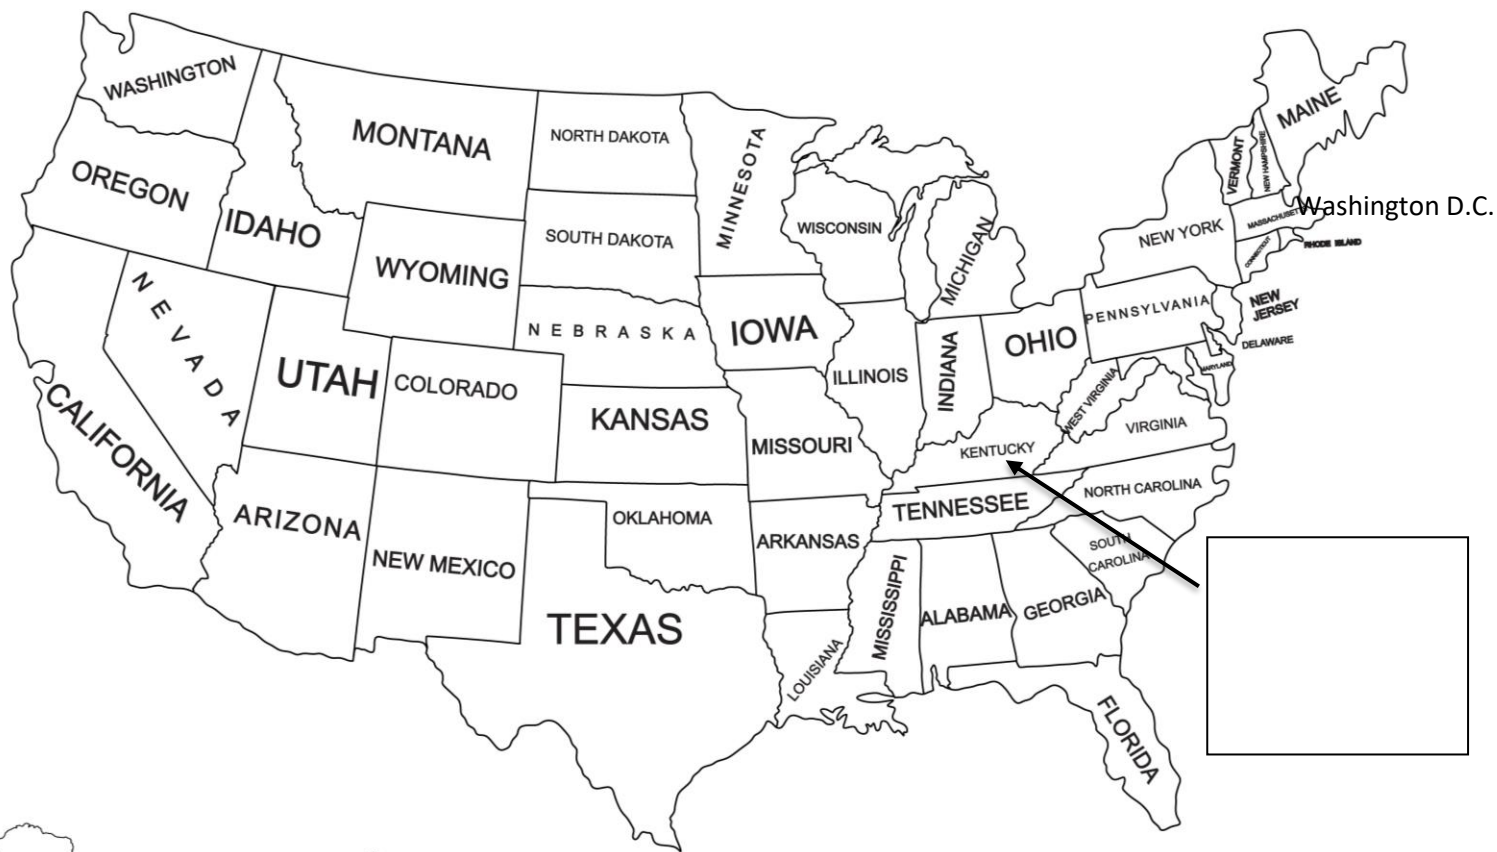 WASHINGTON
MONTANA
NORTH DAKOTA
MINNESOTA
MAINE
VERMONT
NEW HAMPSHIRE
OREGON
IDAHO
SOUTH DAKOTA
WISCONSIN
MICHIGAN
NEW YORK
MASSACHUSET
Washington D.C.
CONNECTICUT
RHODE ISLAND
WYOMING
NEVADA
NEBRASKA
IOWA
PENNSYLVANIA
NEW
JERSEY
DELAWARE
UTAH
COLORADO
ILLINOIS
INDIANA
OHIO
MARYLAND
WEST VIRGINIA
CALIFORNIA
KANSAS
MISSOURI
KENTUCKY
VIRGINIA
ARIZONA
NEW MEXICO
OKLAHOMA
ARKANSAS
TENNESSEE
NORTH CAROLINA
SOUTH
CAROLINA
TEXAS
LOUISIANA
MISSISSIPPI
ALABAMA
GEORGIA
FLORIDA